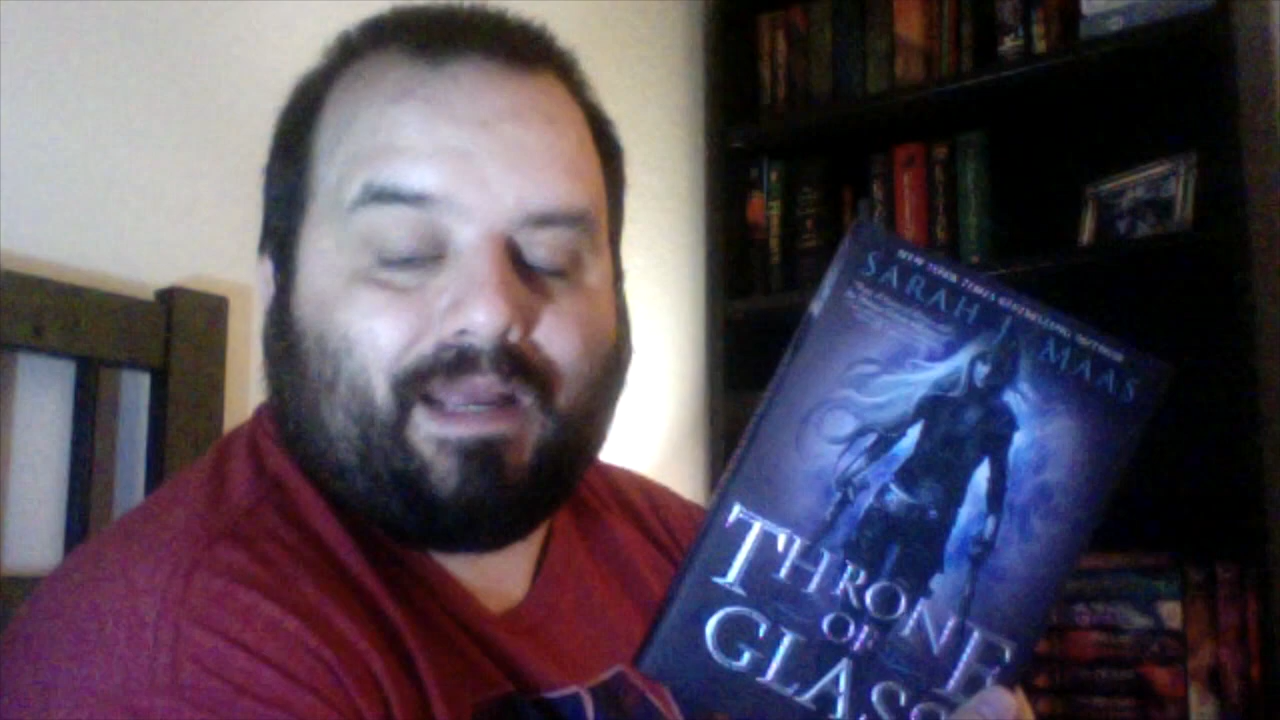 NEW YORK TIMES BESTSELLING AUTHOR
SARAH J. MAAS
THRONE
OF
GLASS